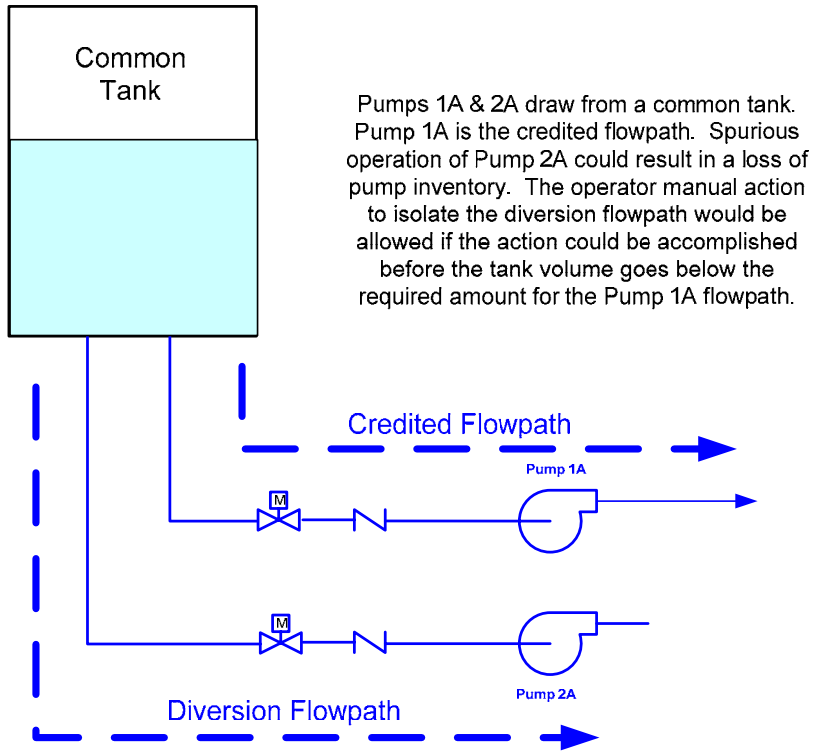 Common
Tank
Pumps 1A & 2A draw from a common tank.
Pump 1A is the credited flowpath. Spurious
operation of Pump 2A could result in a loss of
pump inventory. The operator manual action
to isolate the diversion flowpath would be
allowed if the action could be accomplished
before the tank volume goes below the
required amount for the Pump 1A flowpath.
Credited Flowpath
Pump 1A
M
M
Pump 2A
Diversion Flowpath